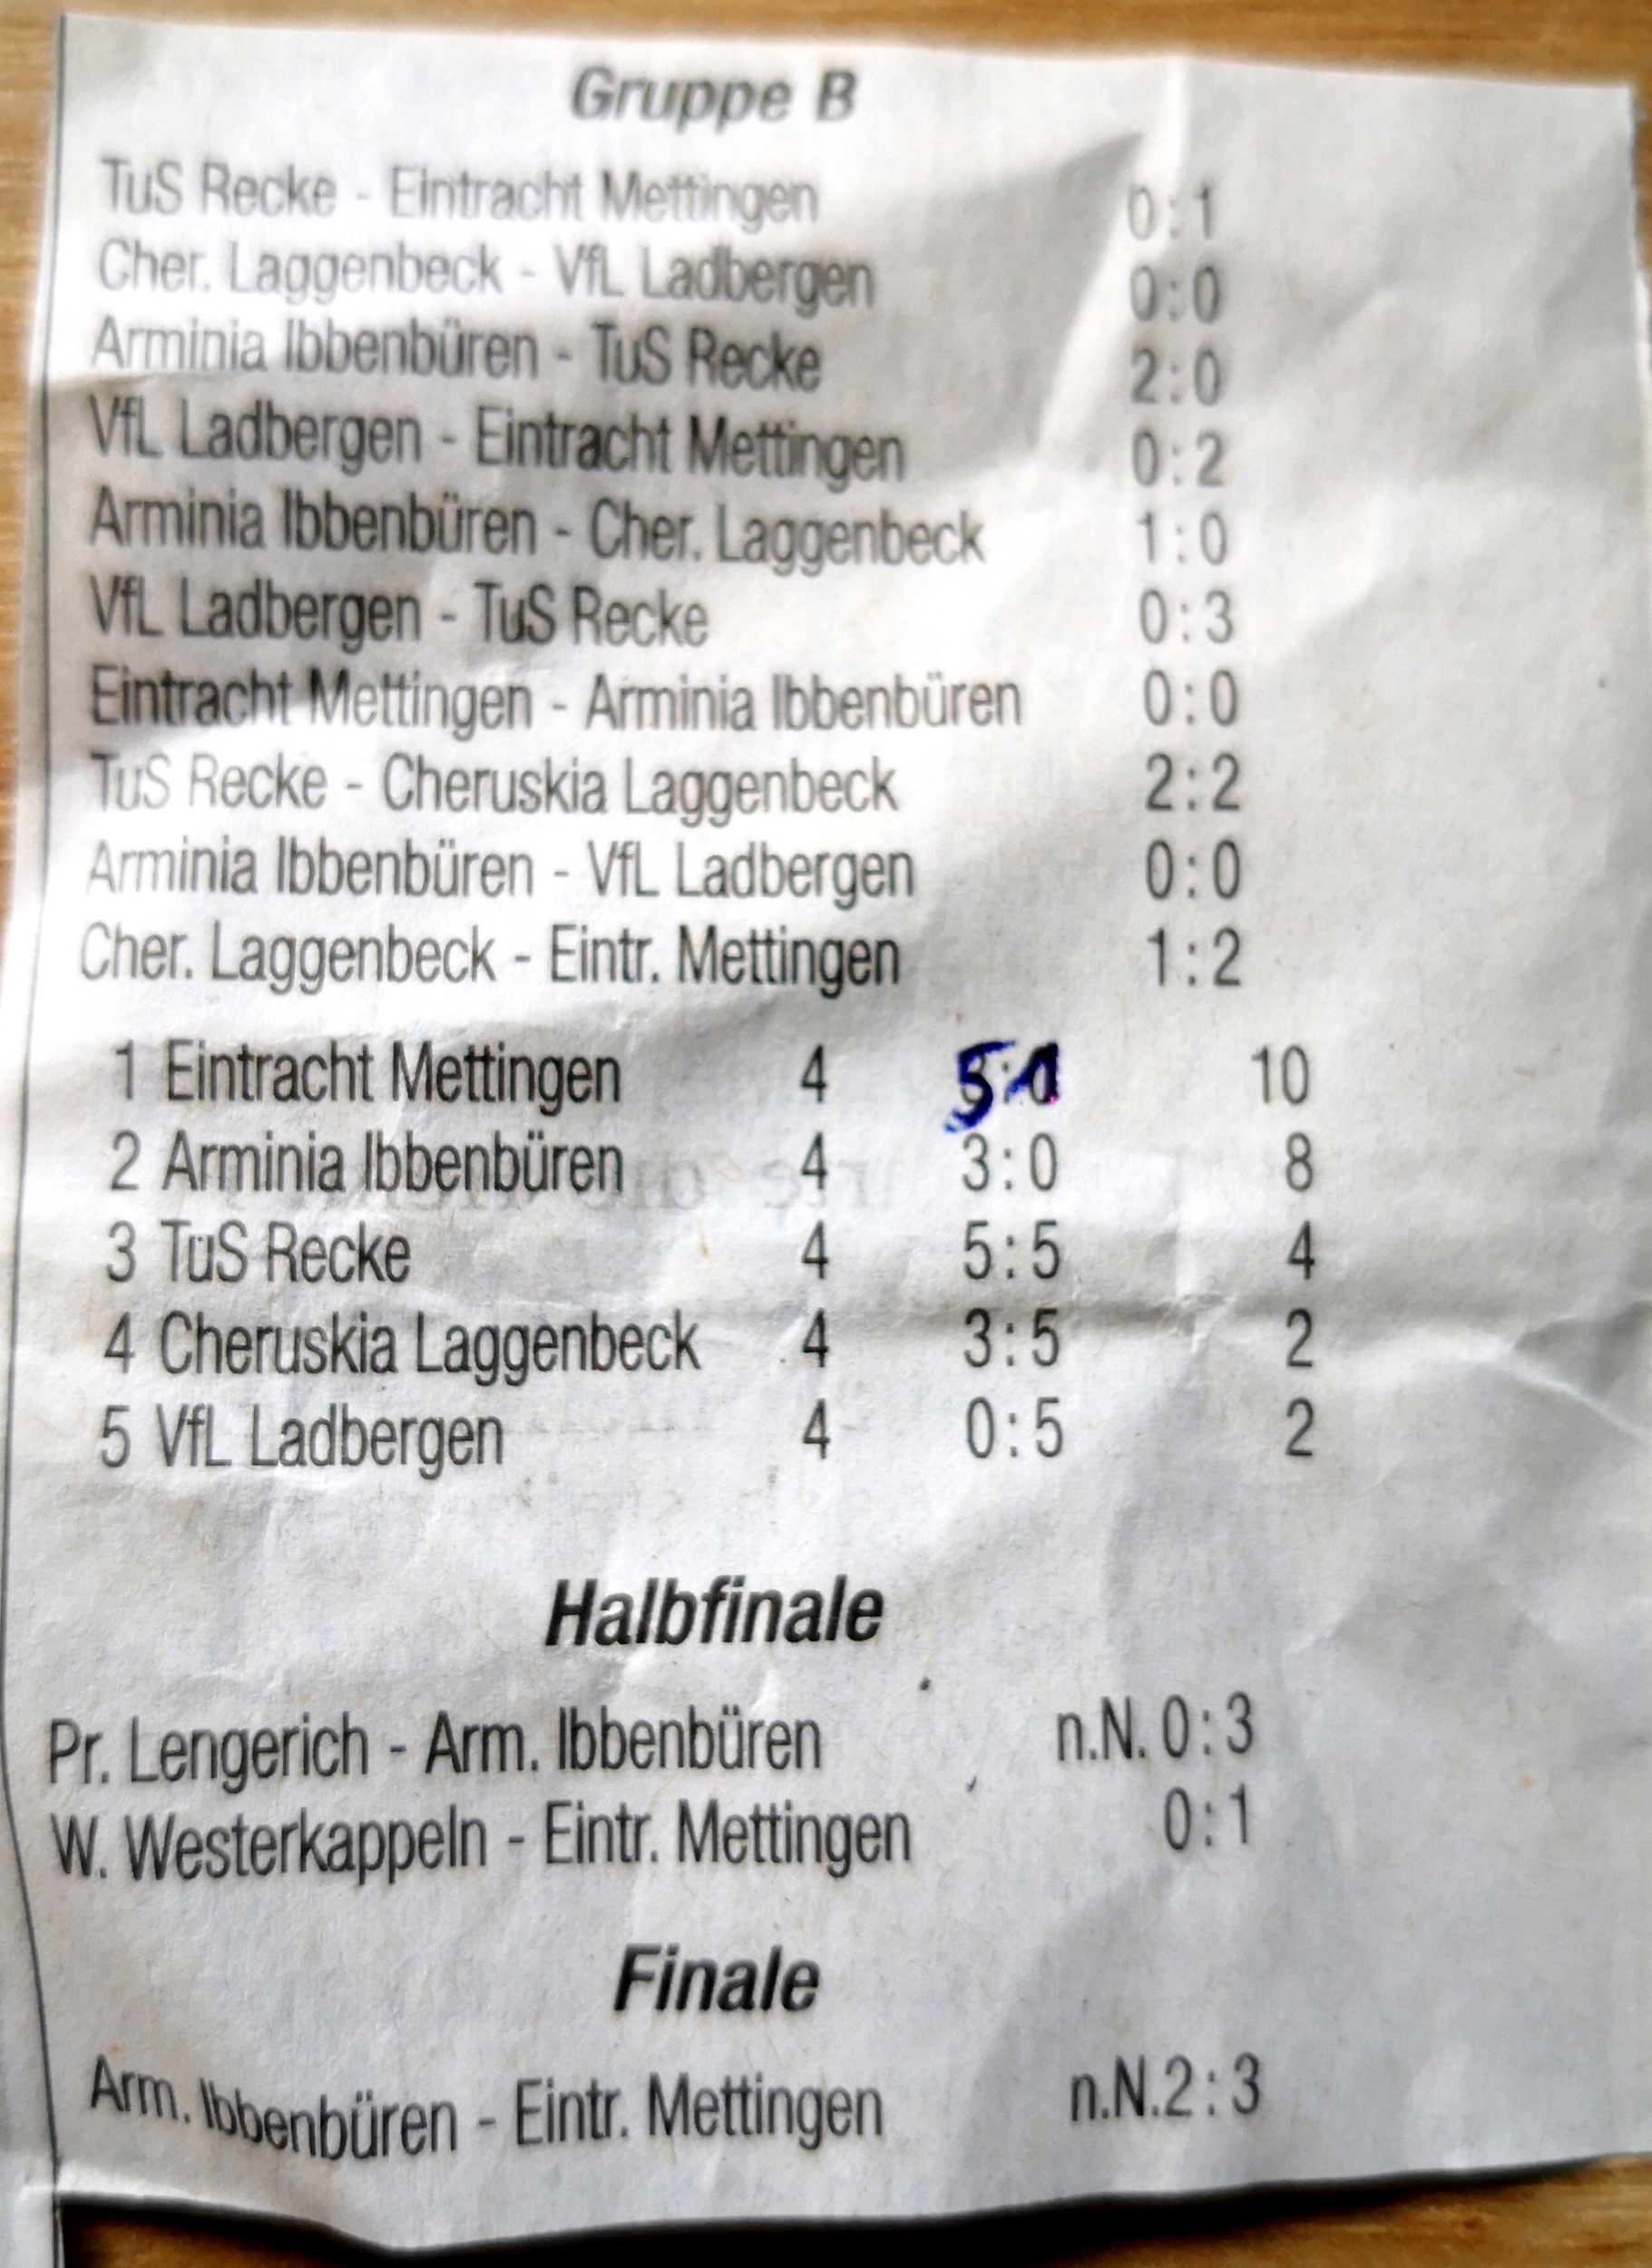 Gruppe B
TuS Recke - Eintracht Mettingen 0:1
Cher. Laggenbeck - VfL Ladbergen 0:0
Arminia Ibbenbüren - TuS Recke 2:0
VfL Ladbergen - Eintracht Mettingen 0:2
Arminia Ibbenbüren - Cher. Laggenbeck 1:0
VfL Ladbergen - TuS Recke 0:3
Eintracht Mettingen - Arminia Ibbenbüren 0:0
TuS Recke - Cheruskia Laggenbeck 2:2
Arminia Ibbenbüren - VfL Ladbergen 0:0
Cher. Laggenbeck - Eintr. Mettingen 1:2
1 Eintracht Mettingen 4 5:1 10
2 Arminia Ibbenbüren 4 3:0 8
3 TuS Recke 4 5:5 4
4 Cheruskia Laggenbeck 4 3:5 2
5 VfL Ladbergen 4 0:5 2
Halbfinale
Pr. Lengerich - Arm. Ibbenbüren n.N. 0:3
W. Westerkappeln - Eintr. Mettingen 0:1
Finale
Arm. Ibbenbüren - Eintr. Mettingen n.N.2:3